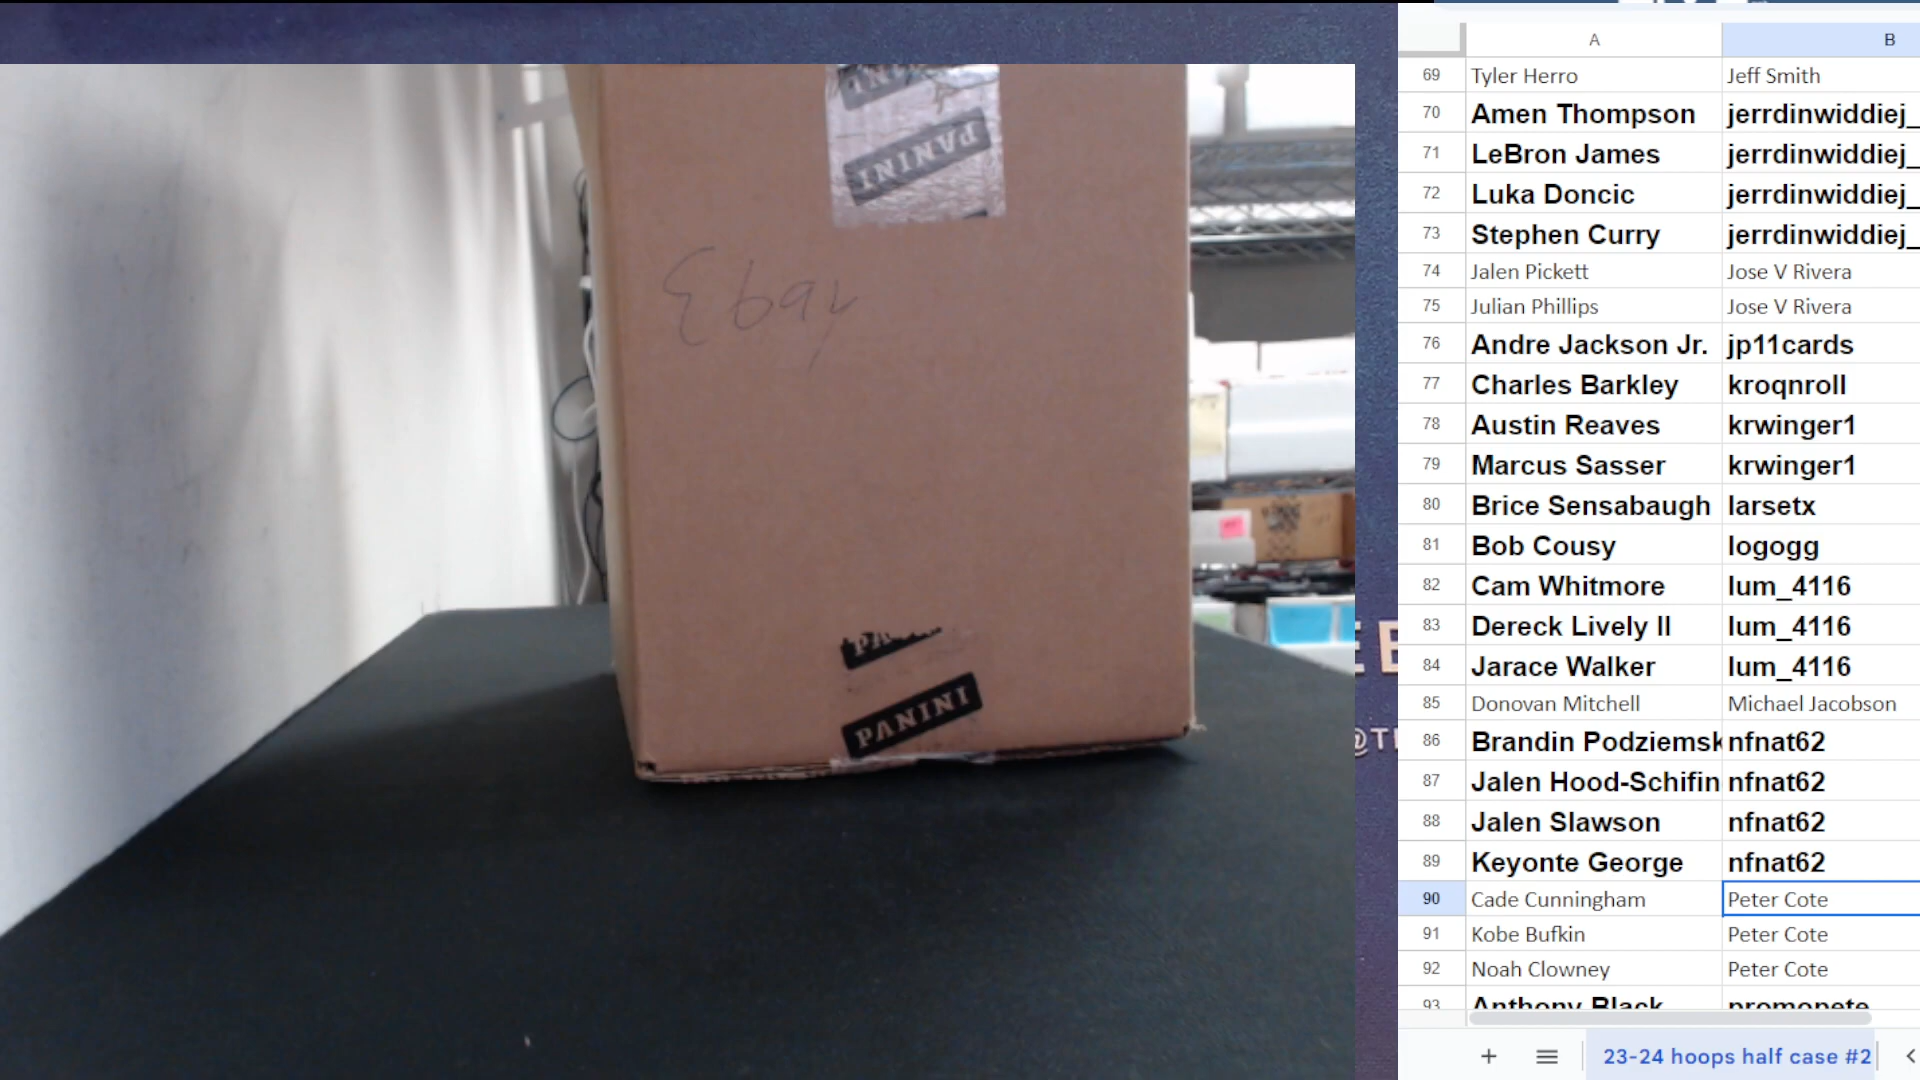 PANINI
Ebay
PANINI
A B
69 Tyler Herro Jeff Smith
70 Amen Thompson jerrdinwiddiej_
71 LeBron James jerrdinwiddiej_
72 Luka Doncic jerrdinwiddiej_
73 Stephen Curry jerrdinwiddiej_
74 Jalen Pickett Jose V Rivera
75 Julian Phillips Jose V Rivera
76 Andre Jackson Jr. jp11cards
77 Charles Barkley kroqnroll
78 Austin Reaves krwinger1
79 Marcus Sasser krwinger1
80 Brice Sensabaugh larsetx
81 Bob Cousy logogg
82 Cam Whitmore lum_4116
83 Dereck Lively II lum_4116
84 Jarace Walker lum_4116
85 Donovan Mitchell Michael Jacobson
86 Brandin Podziemsk nfnat62
87 Jalen Hood-Schifin nfnat62
88 Jalen Slawson nfnat62
89 Keyonte George nfnat62
90 Cade Cunningham Peter Cote
91 Kobe Bufkin Peter Cote
92 Noah Clowney Peter Cote
93 Anthony Black promopete
23-24 hoops half case #2